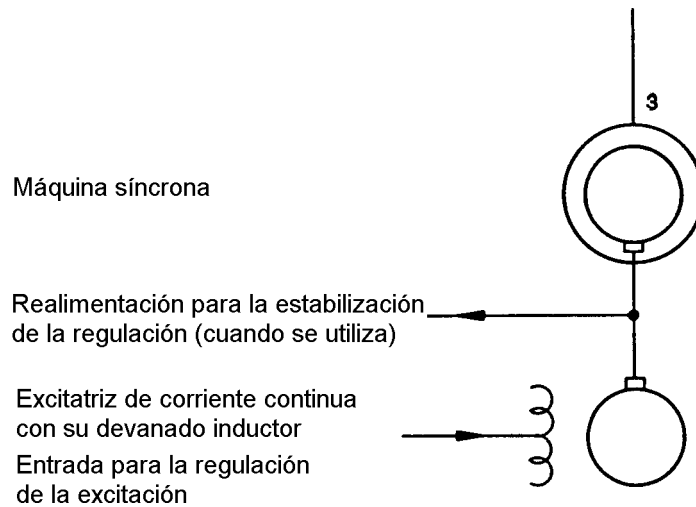 3
Máquina síncrona
Realimentación para la estabilización
de la regulación (cuando se utiliza)
Excitatriz de corriente continua
con su devanado inductor
Entrada para la regulación
de la excitación